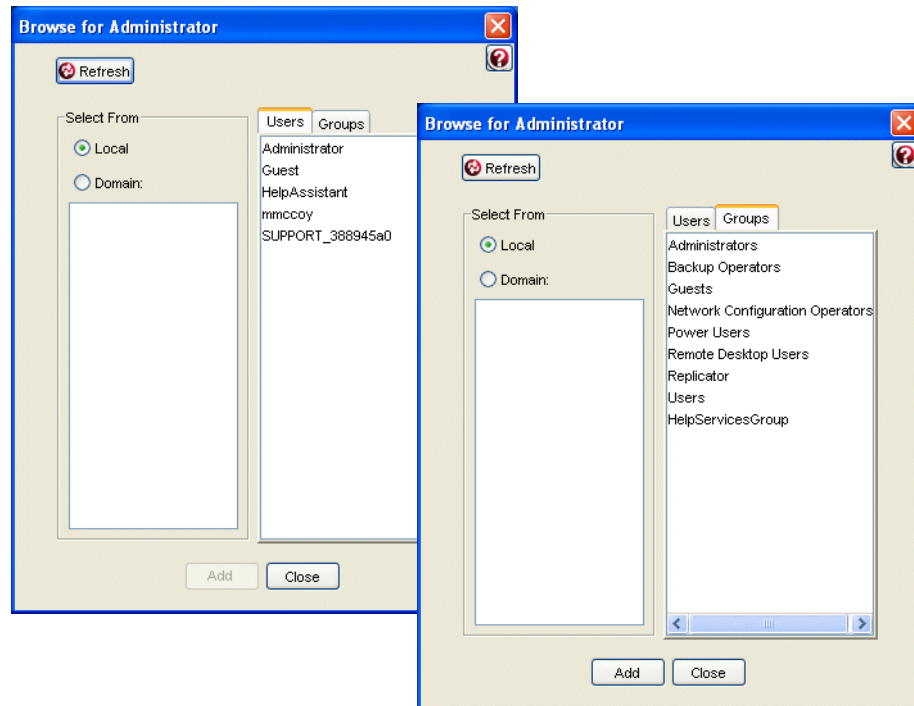 Browse for Administrator
Refresh
Select From
Local
Domain:
Users Groups
Administrator
Guest
HelpAssistant
mmccoy
SUPPORT_388945a0
Add Close
Browse for Administrator
Refresh
Select From
Local
Domain:
Users Groups
Administrators
Backup Operators
Guests
Network Configuration Operators
Power Users
Remote Desktop Users
Replicator
Users
HelpServicesGroup
Add Close